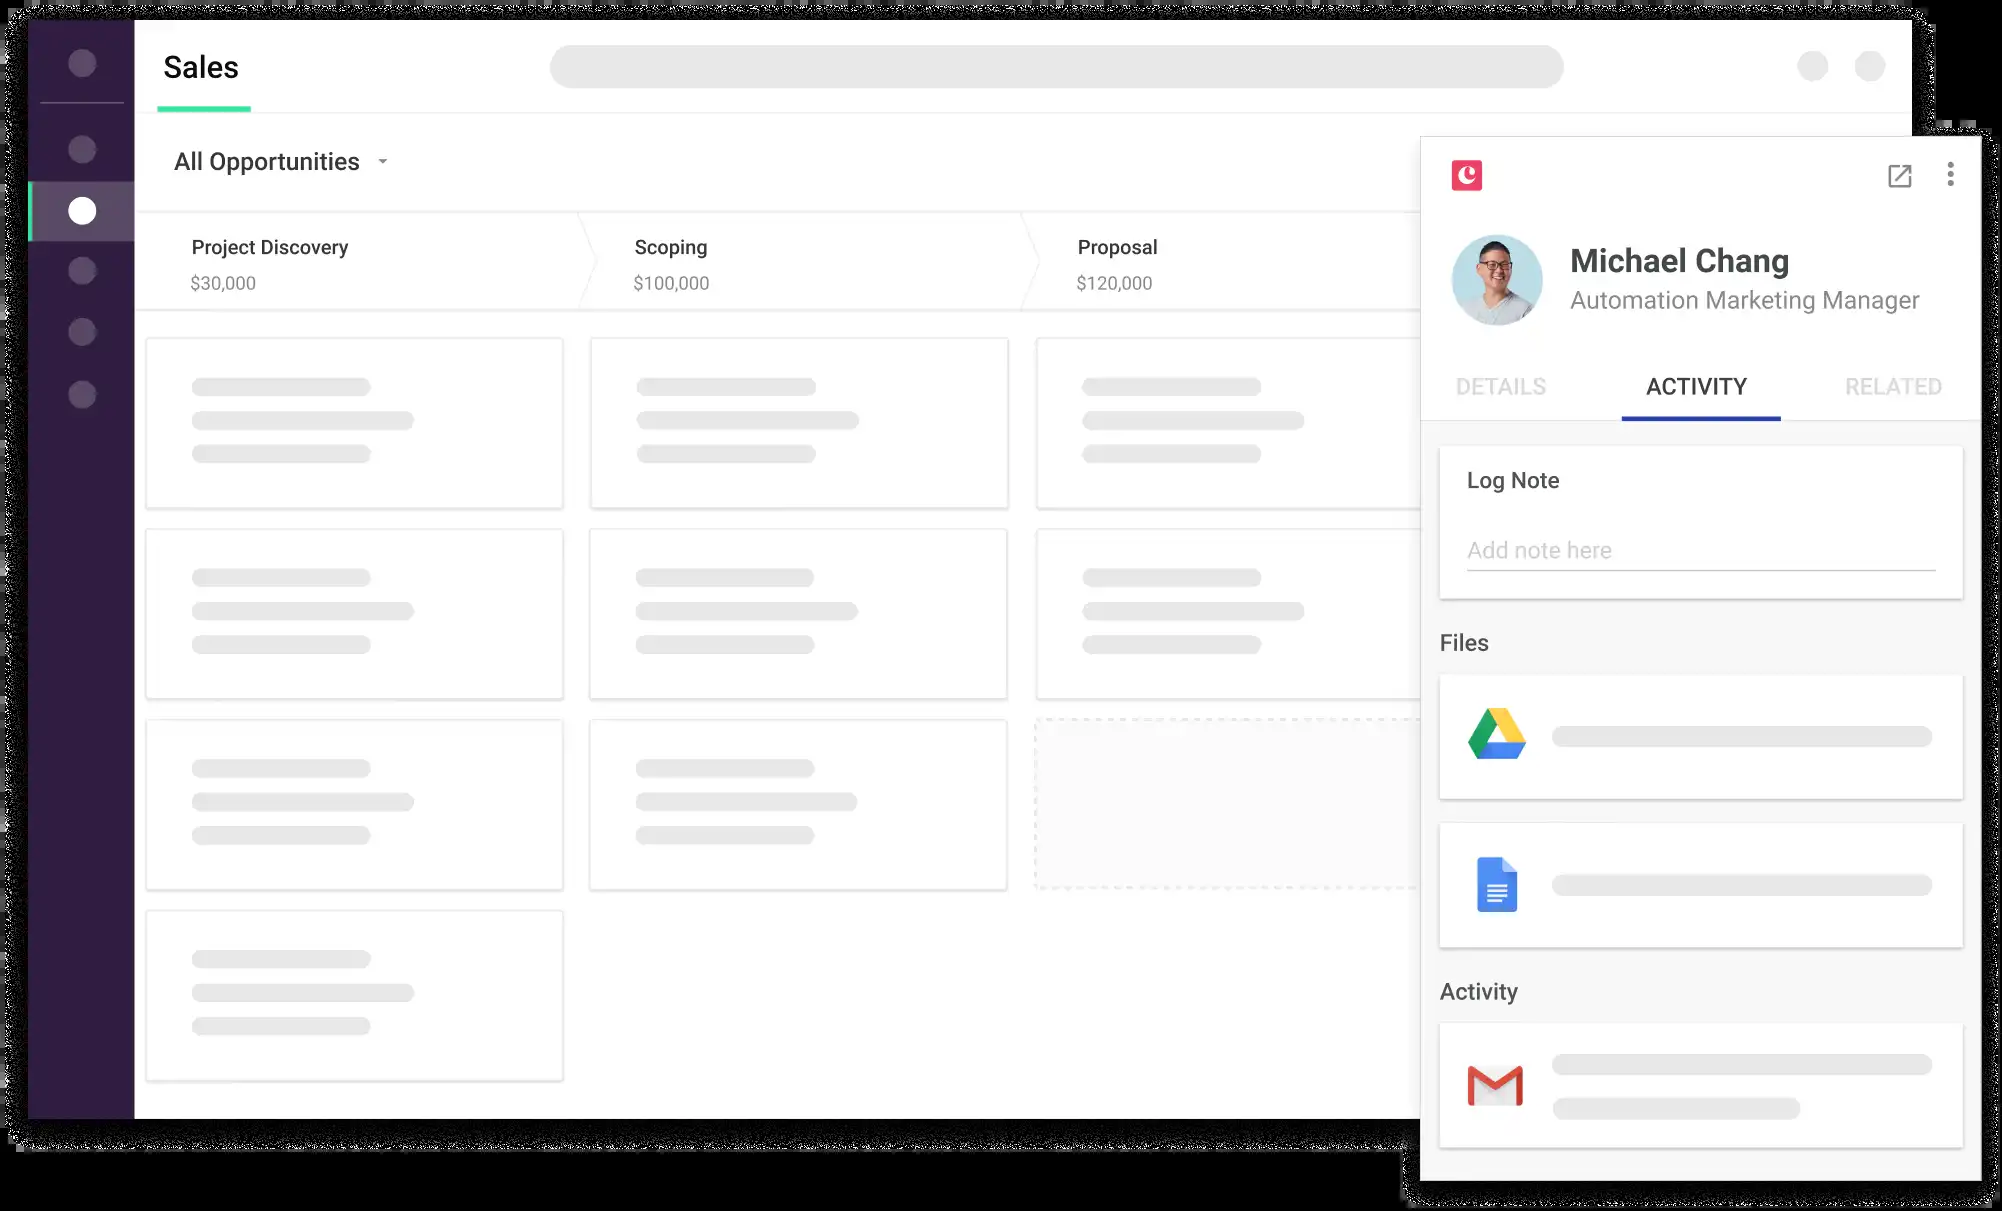 Sales
All Opportunities
Project Discovery
$30,000
Scoping
$100,000
Proposal
$120,000
Michael Chang
Automation Marketing Manager
DETAILS
ACTIVITY
RELATED
Log Note
Add note here
Files
Activity